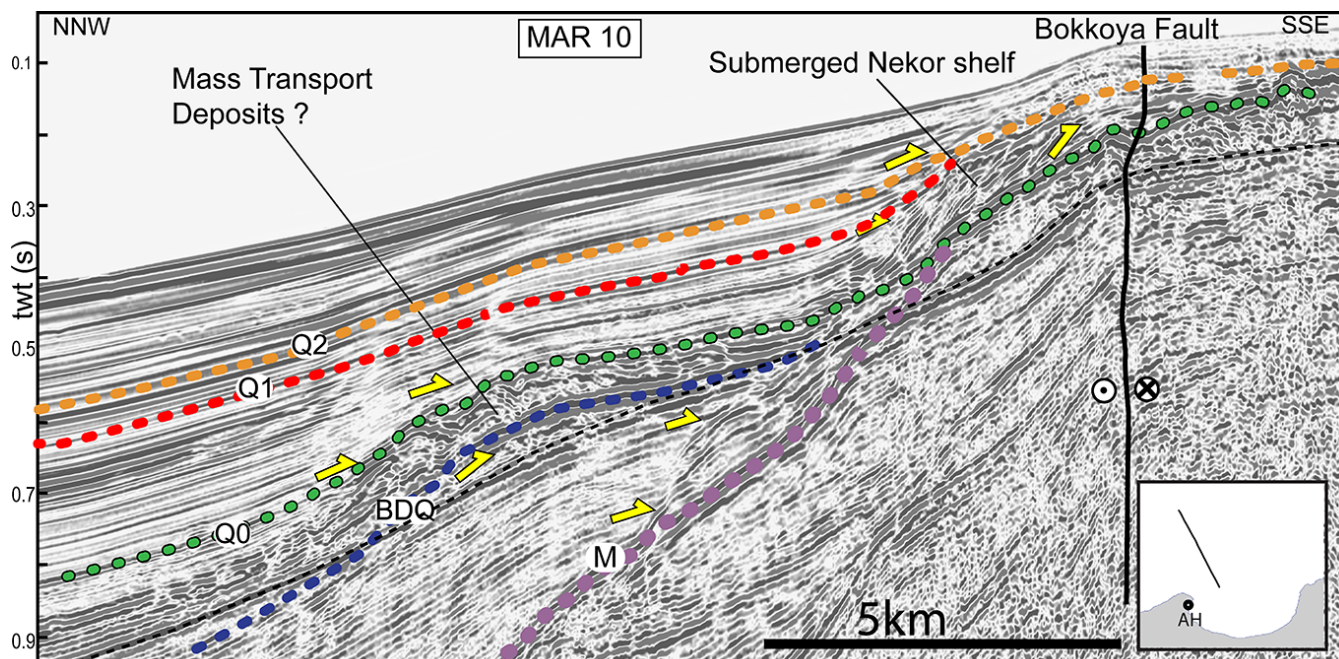 NNW
MAR 10
Bokkoya Fault
SSE
Mass Transport
Deposits ?
Submerged Nekor shelf
0.1
0.3
twt (s)
0.5
0.7
0.9
Q2
Q1
BDQ
Q0
M
5km
AH